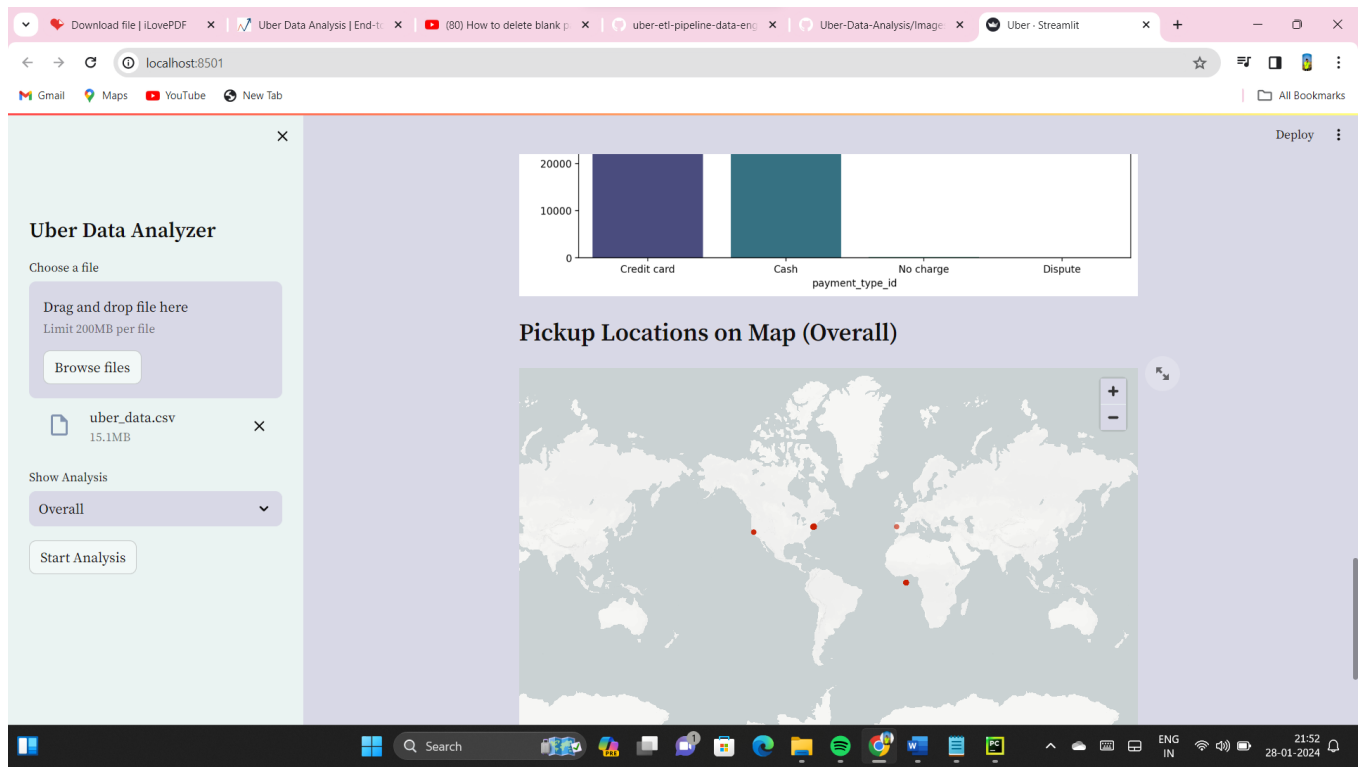 Download file | iLovePDF
Uber Data Analysis | End-to
(80) How to delete blank p
uber-etl-pipeline-data-eng
Uber-Data-Analysis/Image
Uber · Streamlit
localhost:8501
Gmail
Maps
YouTube
New Tab
All Bookmarks
Deploy
Uber Data Analyzer
Choose a file
Drag and drop file here
Limit 200MB per file
Browse files
uber_data.csv
15.1MB
Show Analysis
Overall
Start Analysis
20000
10000
0
Credit card
Cash
No charge
Dispute
payment_type_id
Pickup Locations on Map (Overall)
+
−
Search
PRE
1
PC
ENG
IN
21:52
28-01-2024